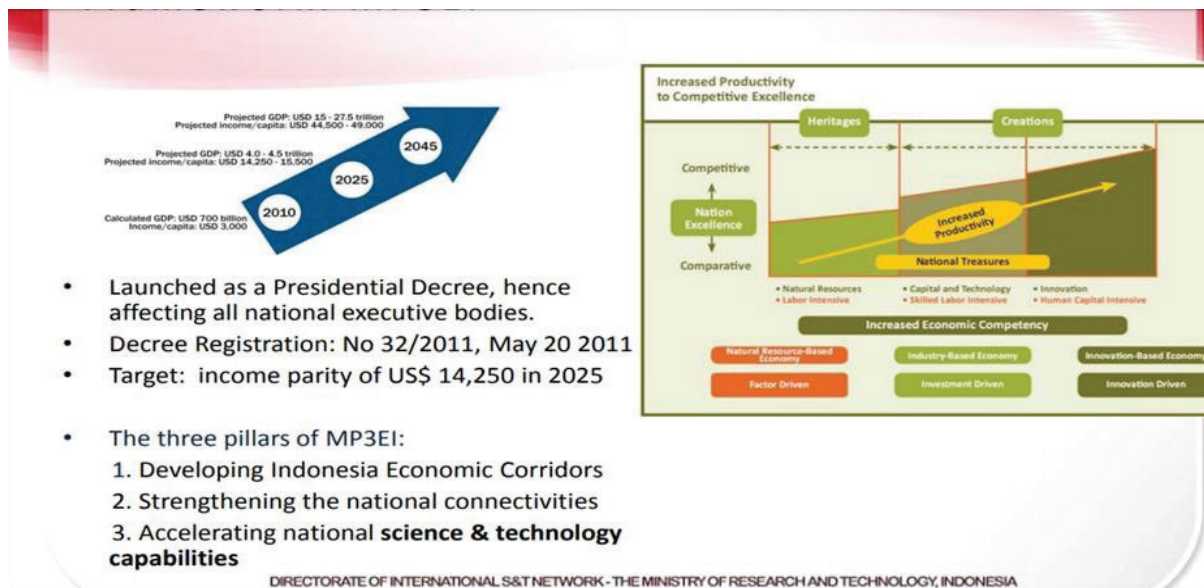 Projected GDP: USD 15 - 27.5 trillion
Projected income/capita: USD 44,500 - 49,000
2045
Projected GDP: USD 4.0 - 4.5 trillion
Projected income/capita: USD 14,250 - 15,500
2025
Calculated GDP: USD 700 billion
Income/capita: USD 3,000
2010
• Launched as a Presidential Decree, hence
affecting all national executive bodies.
• Decree Registration: No 32/2011, May 20 2011
• Target: income parity of US$ 14,250 in 2025
• The three pillars of MP3EI:
1. Developing Indonesia Economic Corridors
2. Strengthening the national connectivities
3. Accelerating national science & technology
capabilities
Increased Productivity
to Competitive Excellence
Heritages
Creations
Competitive
Nation
Excellence
Comparative
Increased
Productivity
National Treasures
• Natural Resources
• Labor Intensive
• Capital and Technology
• Skilled Labor Intensive
• Innovation
• Human Capital Intensive
Increased Economic Competency
Natural Resource-Based
Economy
Industry-Based Economy
Innovation-Based Economy
Factor Driven
Investment Driven
Innovation Driven
DIRECTORATE OF INTERNATIONAL S&T NETWORK - THE MINISTRY OF RESEARCH AND TECHNOLOGY, INDONESIA